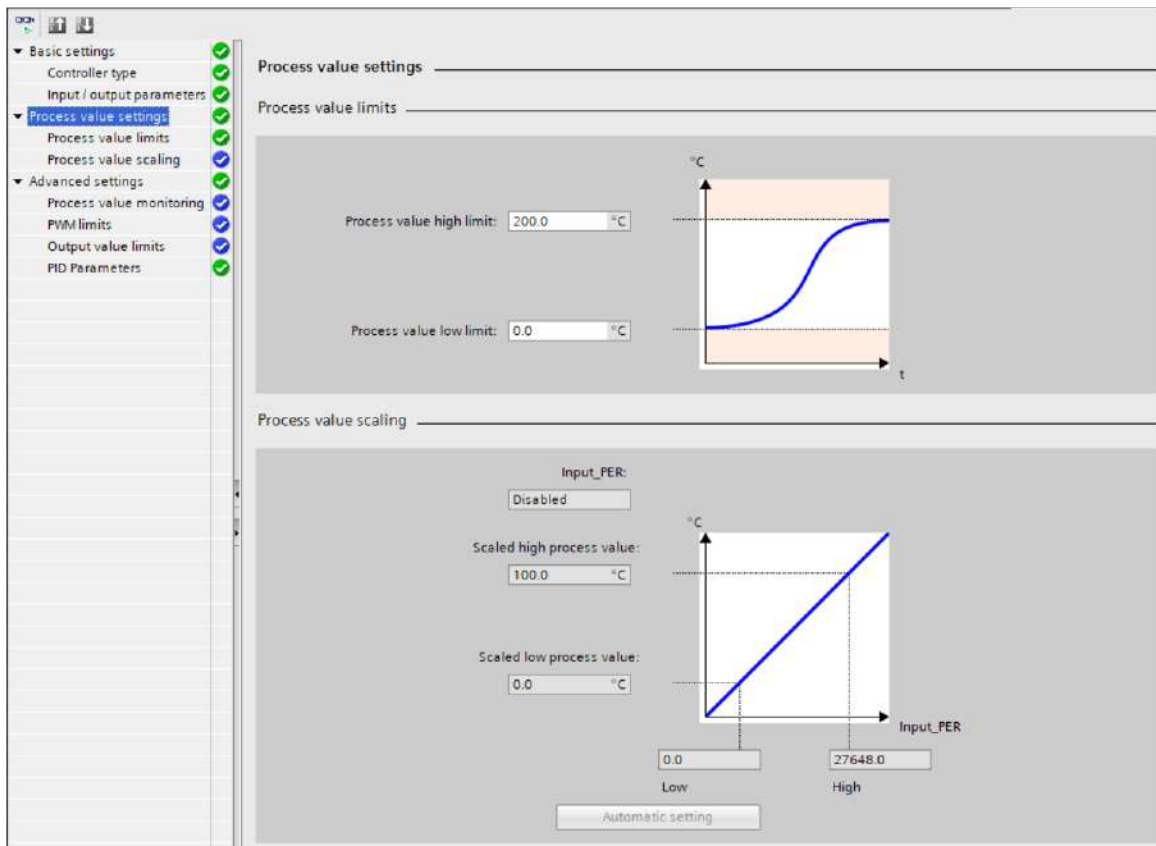 Basic settings
Controller type
Input / output parameters
Process value settings
Process value limits
Process value scaling
Advanced settings
Process value monitoring
PWM limits
Output value limits
PID Parameters
Process value settings
Process value limits
°C
Process value high limit: 200.0 °C
Process value low limit: 0.0 °C
t
Process value scaling
Input_PER:
Disabled
°C
Scaled high process value:
100.0 °C
Scaled low process value:
0.0 °C
Input_PER
0.0 27648.0
Low High
Automatic setting